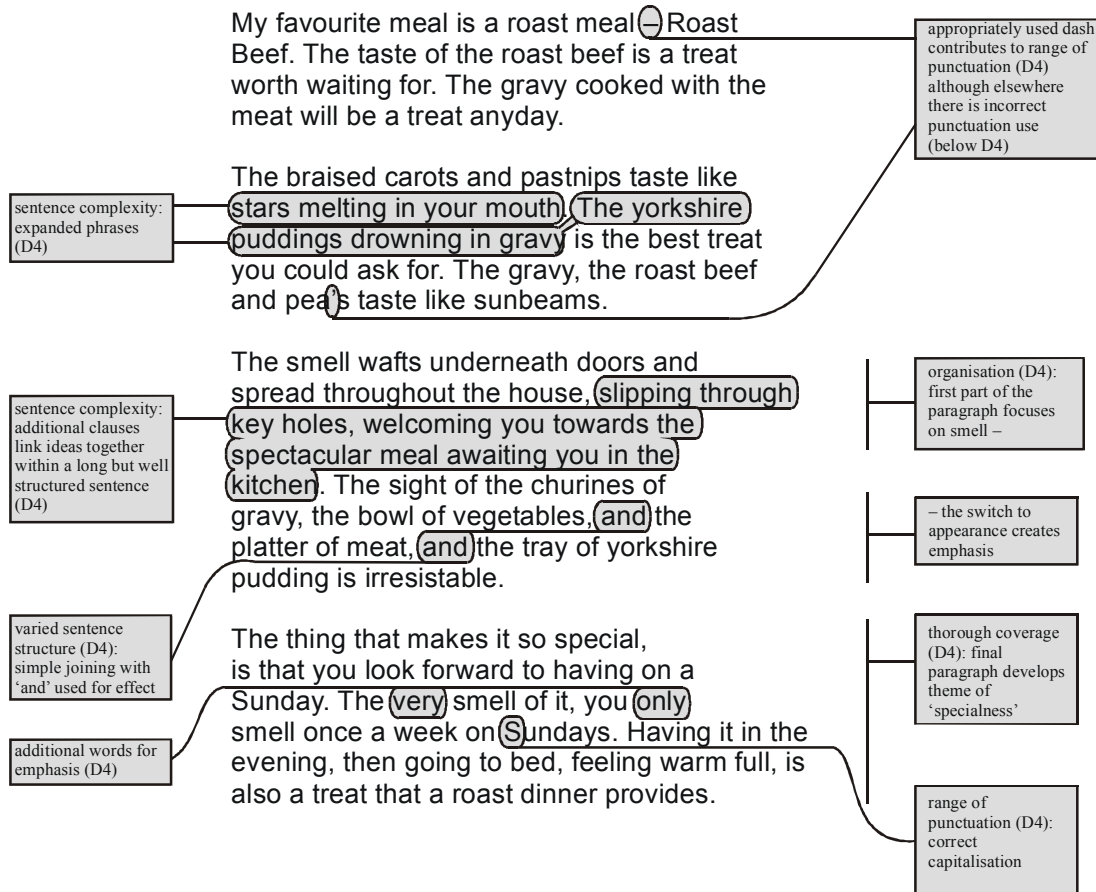 My favourite meal is a roast meal – Roast
Beef. The taste of the roast beef is a treat
worth waiting for. The gravy cooked with the
meat will be a treat anyday.
appropriately used dash
contributes to range of
punctuation (D4)
although elsewhere
there is incorrect
punctuation use
(below D4)
The braised carots and pastnips taste like
stars melting in your mouth. The yorkshire
puddings drowning in gravy is the best treat
you could ask for. The gravy, the roast beef
and pea's taste like sunbeams.
sentence complexity:
expanded phrases
(D4)
The smell wafts underneath doors and
spread throughout the house, slipping through
key holes, welcoming you towards the
spectacular meal awaiting you in the
kitchen. The sight of the churines of
gravy, the bowl of vegetables, and the
platter of meat, and the tray of yorkshire
pudding is irresistable.
sentence complexity:
additional clauses
link ideas together
within a long but well
structured sentence
(D4)
organisation (D4):
first part of the
paragraph focuses
on smell –
– the switch to
appearance creates
emphasis
varied sentence
structure (D4):
simple joining with
‘and’ used for effect
The thing that makes it so special,
is that you look forward to having on a
Sunday. The very smell of it, you only
smell once a week on Sundays. Having it in the
evening, then going to bed, feeling warm full, is
also a treat that a roast dinner provides.
additional words for
emphasis (D4)
thorough coverage
(D4): final
paragraph develops
theme of
‘specialness’
range of
punctuation (D4):
correct
capitalisation